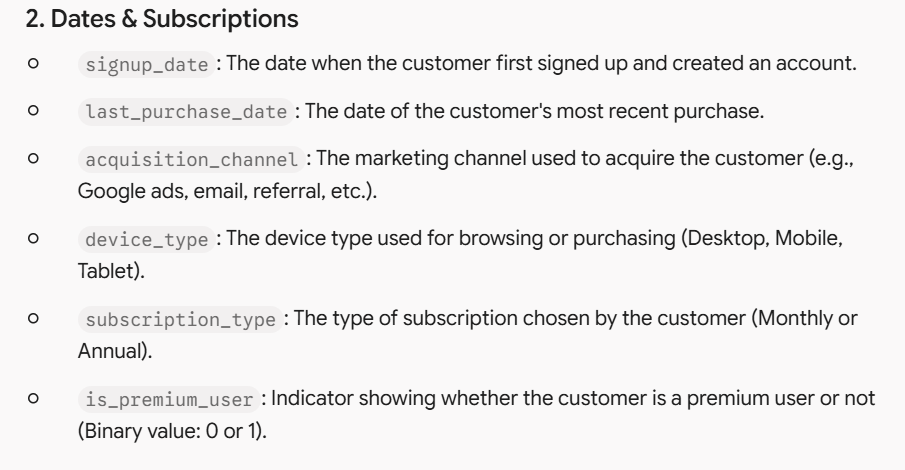 2. Dates & Subscriptions
signup_date : The date when the customer first signed up and created an account.
last_purchase_date : The date of the customer's most recent purchase.
acquisition_channel : The marketing channel used to acquire the customer (e.g.,
Google ads, email, referral, etc.).
device_type : The device type used for browsing or purchasing (Desktop, Mobile,
Tablet).
subscription_type : The type of subscription chosen by the customer (Monthly or
Annual).
is_premium_user : Indicator showing whether the customer is a premium user or not
(Binary value: 0 or 1).